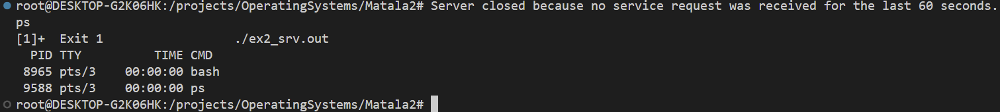 root@DESKTOP-G2K06HK:/projects/OperatingSystems/Matala2# Server closed because no service request was received for the last 60 seconds.
ps
[1]+  Exit 1                  ./ex2_srv.out
  PID TTY          TIME CMD
 8965 pts/3    00:00:00 bash
 9588 pts/3    00:00:00 ps
root@DESKTOP-G2K06HK:/projects/OperatingSystems/Matala2#